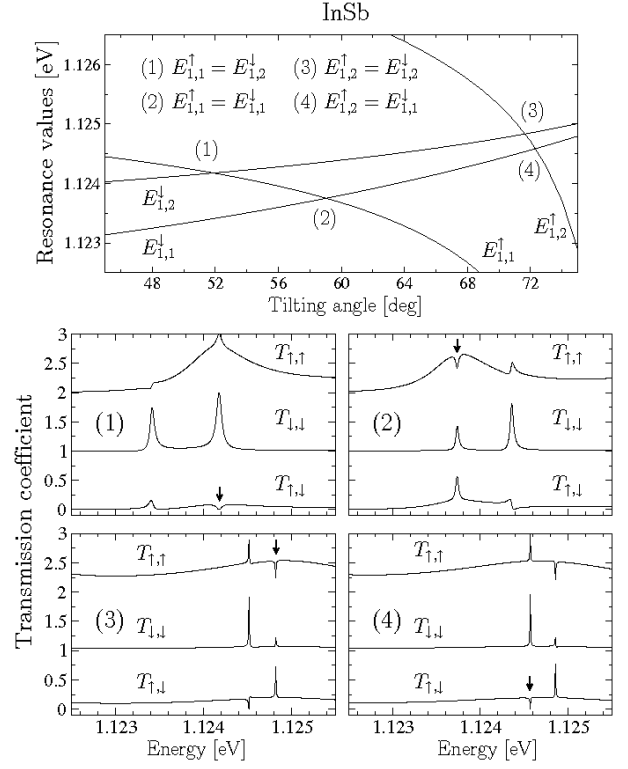 InSb
Resonance values [eV]
1.126
1.125
1.124
1.123
(1) E↑1,1 = E↓1,2 (3) E↑1,2 = E↓1,2
(2) E↑1,1 = E↓1,1 (4) E↑1,2 = E↓1,1
(1)
(3)
(2)
(4)
E↓1,2
E↓1,1
E↑1,1
E↑1,2
48 52 56 60 64 68 72
Tilting angle [deg]
Transmission coefficient
3
2
1
0
T↑,↑
(1)
T↓,↓
T↑,↓
T↑,↑
(2)
T↓,↓
T↑,↓
3
2.5
2
1.5
1
0.5
0
T↑,↑
(3)
T↓,↓
T↑,↓
T↑,↑
(4)
T↓,↓
T↑,↓
1.123 1.124 1.125 1.123 1.124 1.125
Energy [eV] Energy [eV]